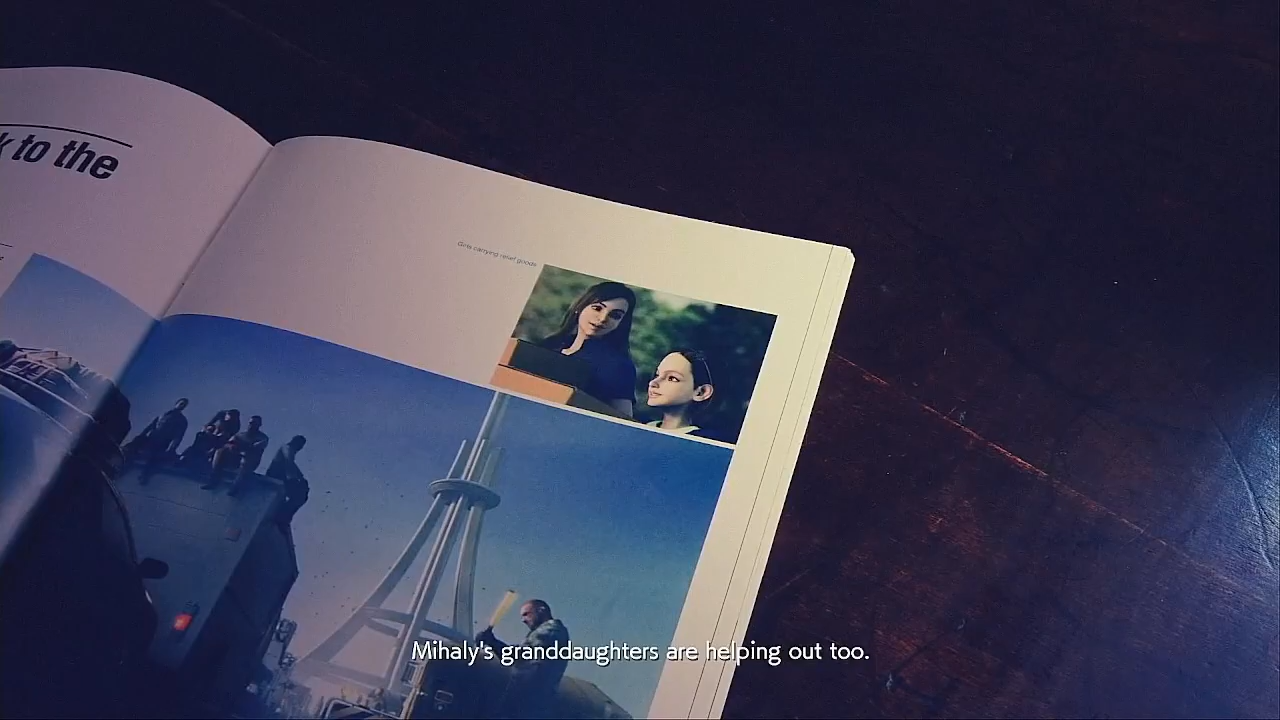 to the
Girls carrying relief goods
Mihaly's granddaughters are helping out too.